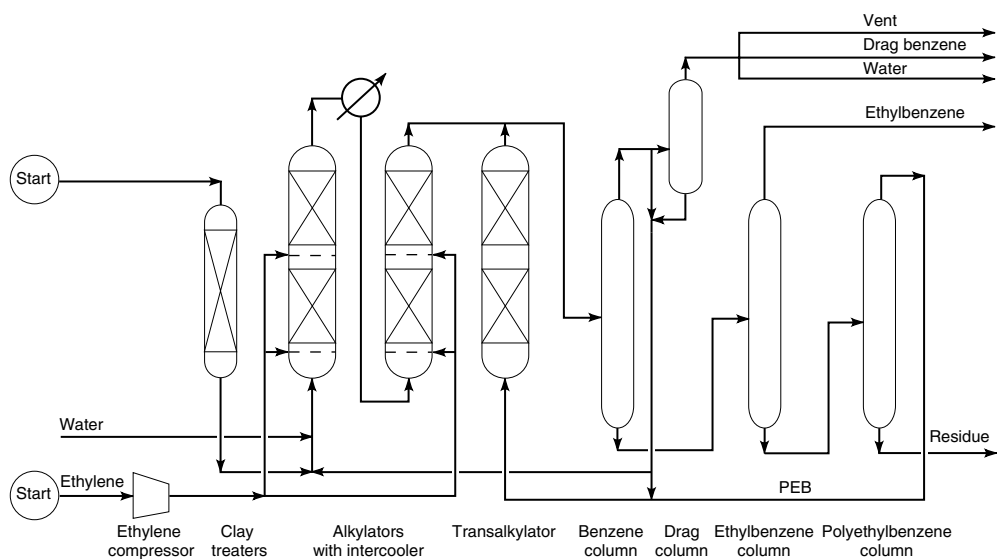 Vent
Drag benzene
Water
Ethylbenzene
Start
Water
Start
Ethylene
Residue
PEB
Ethylene
compressor
Clay
treaters
Alkylators
with intercooler
Transalkylator
Benzene
column
Drag
column
Ethylbenzene
column
Polyethylbenzene
column